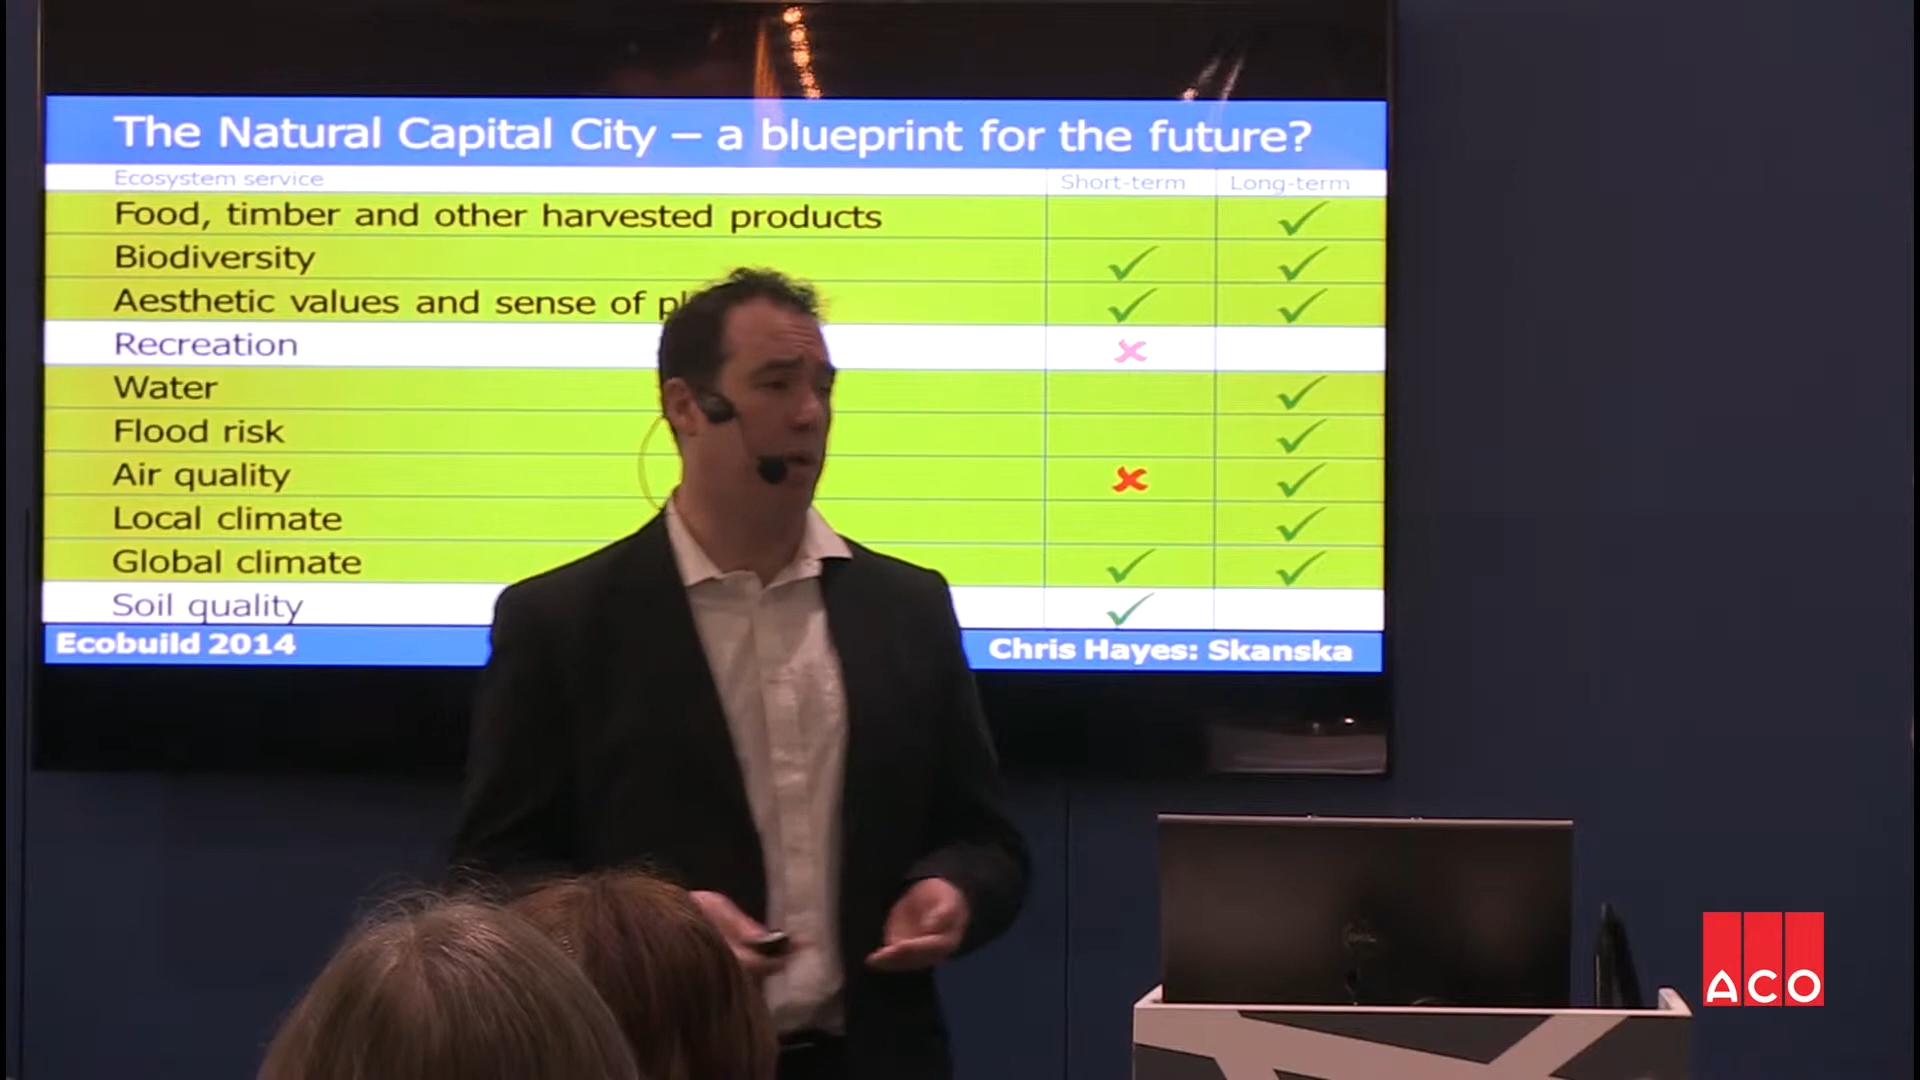 The Natural Capital City – a blueprint for the future?
Ecosystem service Short-term Long-term
Food, timber and other harvested products ✓
Biodiversity ✓ ✓
Aesthetic values and sense of ✓ ✓
Recreation ✗
Water ✓
Flood risk ✓
Air quality ✗ ✓
Local climate ✓
Global climate ✓ ✓
Soil quality ✓
Ecobuild 2014 Chris Hayes: Skanska
ACO